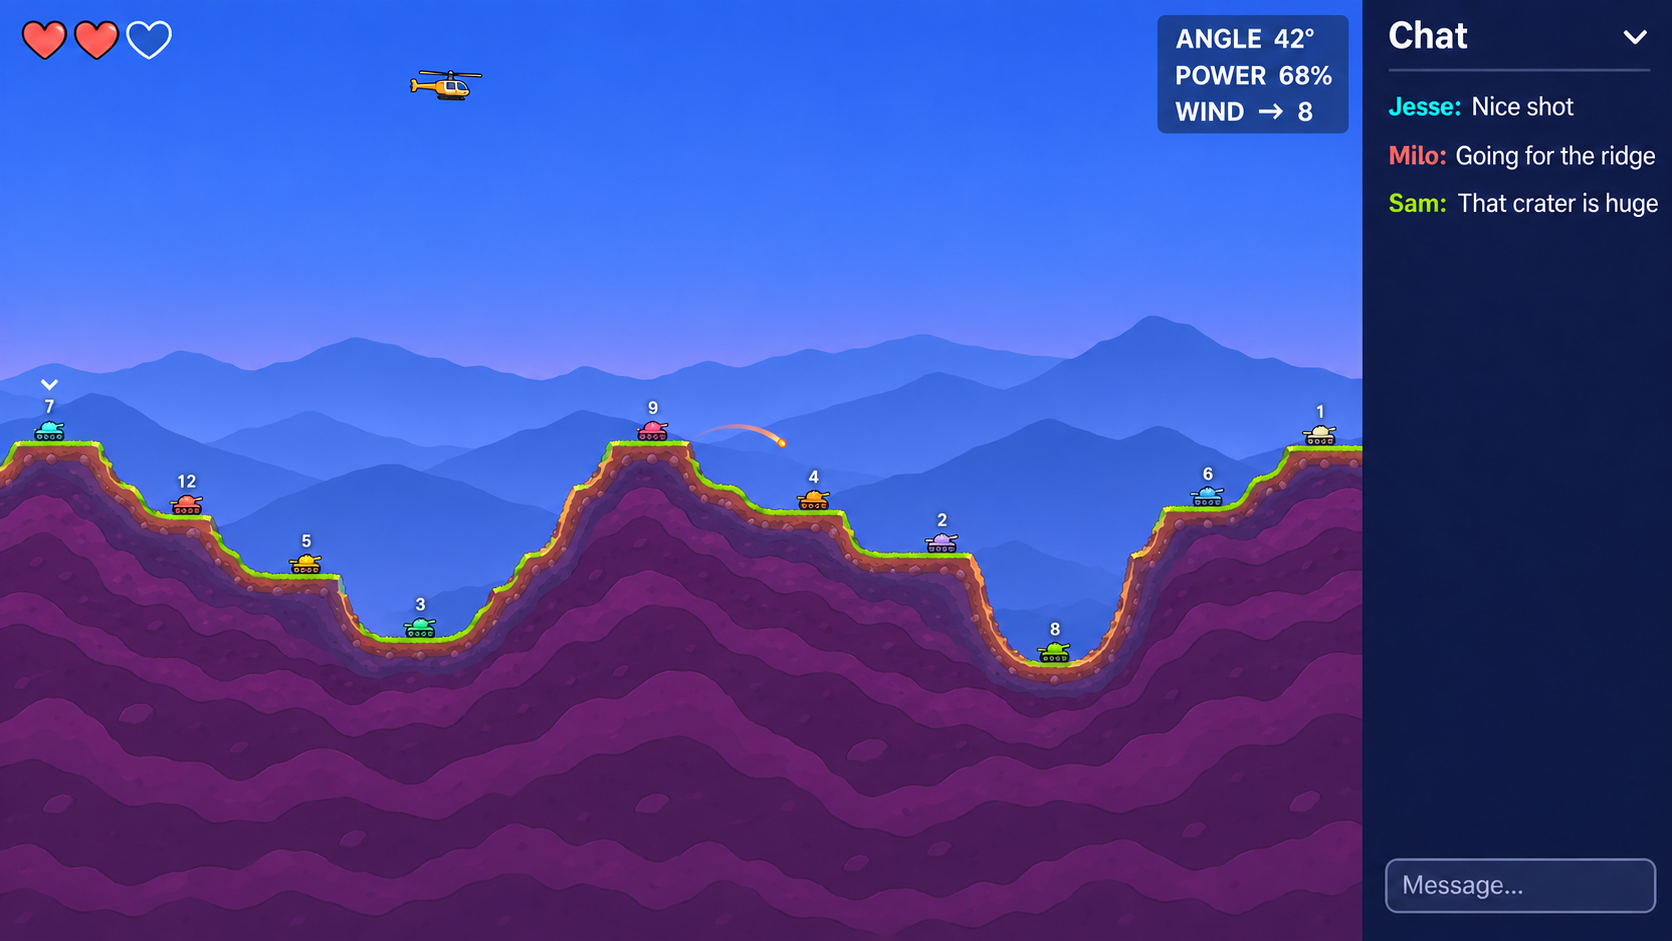 ANGLE 42°
POWER 68%
WIND → 8
Chat
Jesse: Nice shot
Milo: Going for the ridge
Sam: That crater is huge
7
9
1
12
4
6
5
2
3
8
Message...